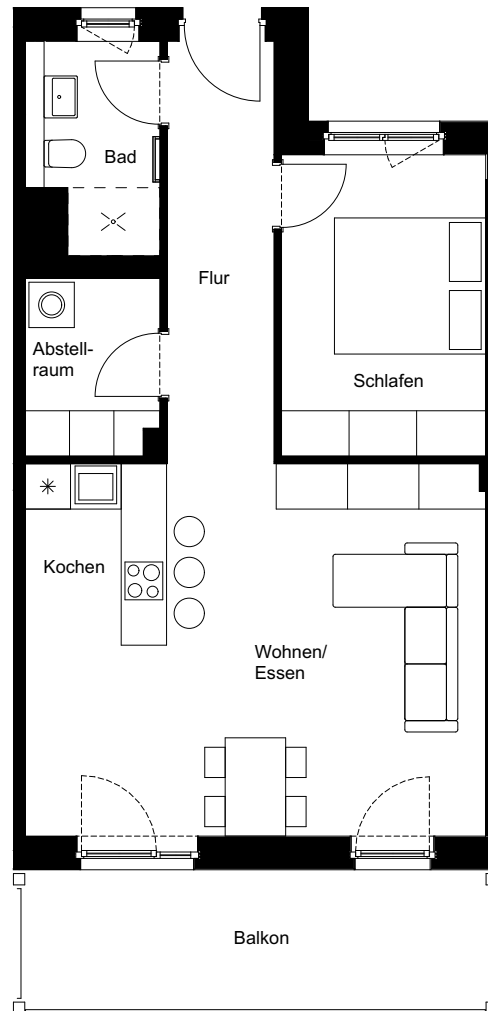 Bad
Flur
Abstell-
raum
Schlafen
Kochen
Wohnen/
Essen
Balkon